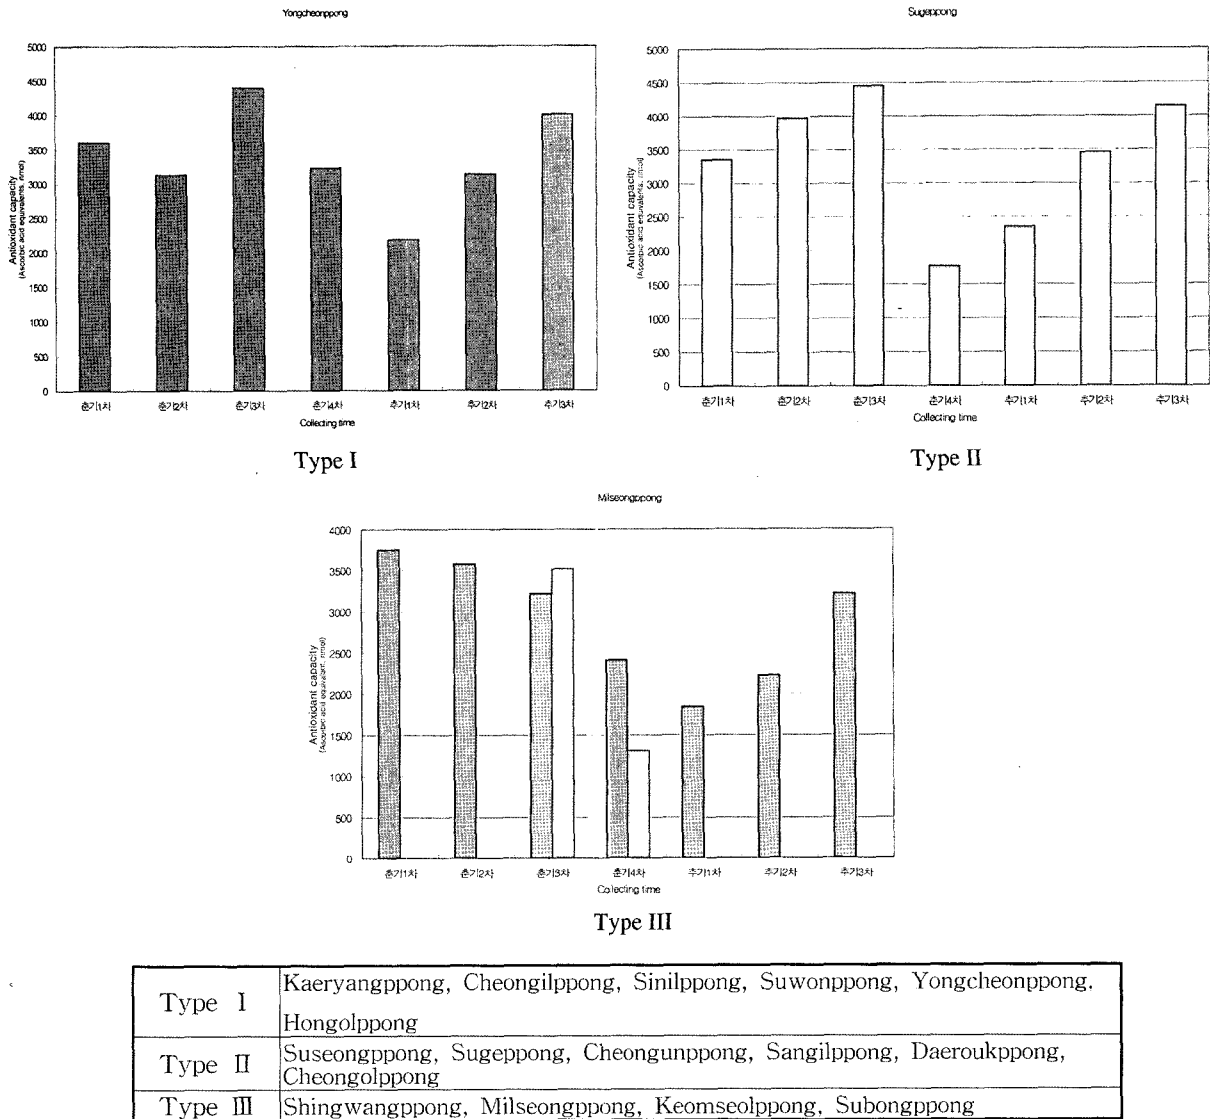 Yongcheonppong
5000
4500
4000
3500
3000
2500
2000
1500
1000
500
0
Antioxidant capacity
(Ascorbic acid equivalents, nmol)
춘기1차 춘기2차 춘기3차 춘기4차 추기1차 추기2차 추기3차
Collecting time
Type I
Sugeppong
5000
4500
4000
3500
3000
2500
2000
1500
1000
500
0
Antioxidant capacity
(Ascorbic acid equivalents, nmol)
춘기1차 춘기2차 춘기3차 춘기4차 추기1차 추기2차 추기3차
Collecting time
Type II
Milseongppong
4000
3500
3000
2500
2000
1500
1000
500
0
Antioxidant capacity
(Ascorbic acid equivalent, nmol)
춘기1차 춘기2차 춘기3차 춘기4차 추기1차 추기2차 추기3차
Collecting time
Type III
Type I Kaeryangppong, Cheongilppong, Sinilppong, Suwonppong, Yongcheonppong,
Hongolppong
Type II Suseongppong, Sugeppong, Cheongunppong, Sangilppong, Daeroukppong,
Cheongolppong
Type III Shingwangppong, Milseongppong, Keomseolppong, Subongppong